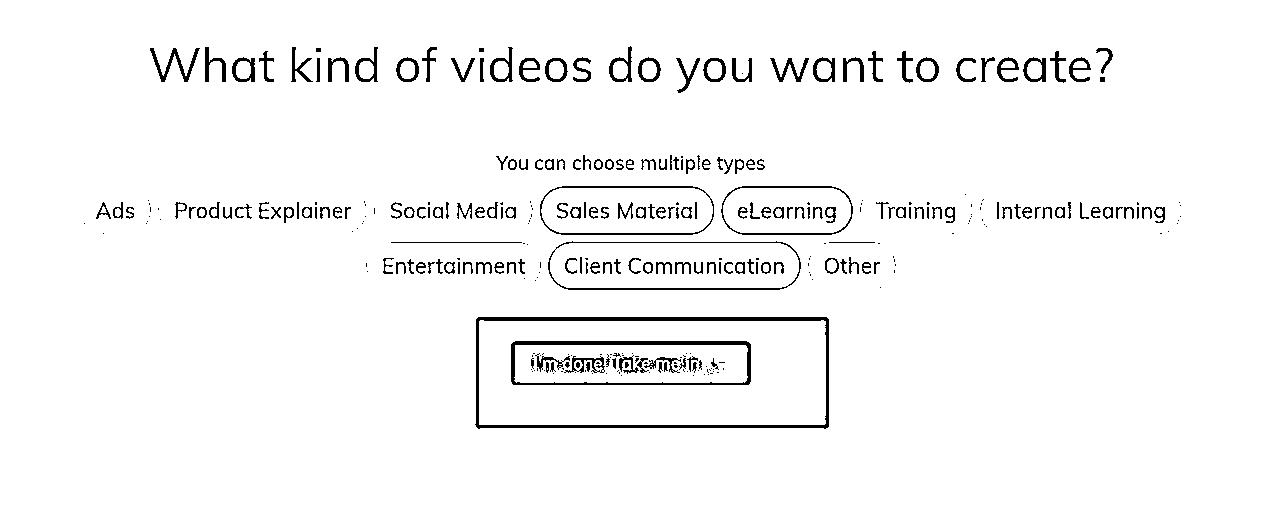 What kind of videos do you want to create?
You can choose multiple types
Ads Product Explainer Social Media Sales Material eLearning Training Internal Learning
Entertainment Client Communication Other
I'm done! Take me in